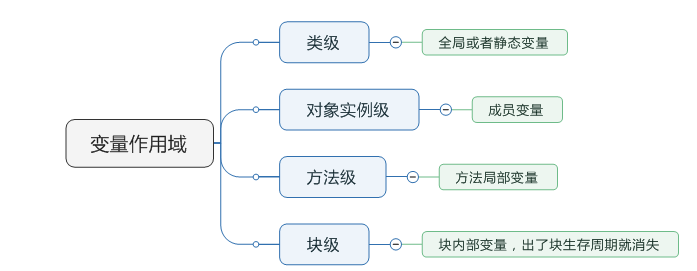 变量作用域
类级
全局或者静态变量
对象实例级
成员变量
方法级
方法局部变量
块级
块内部变量，出了块生存周期就消失